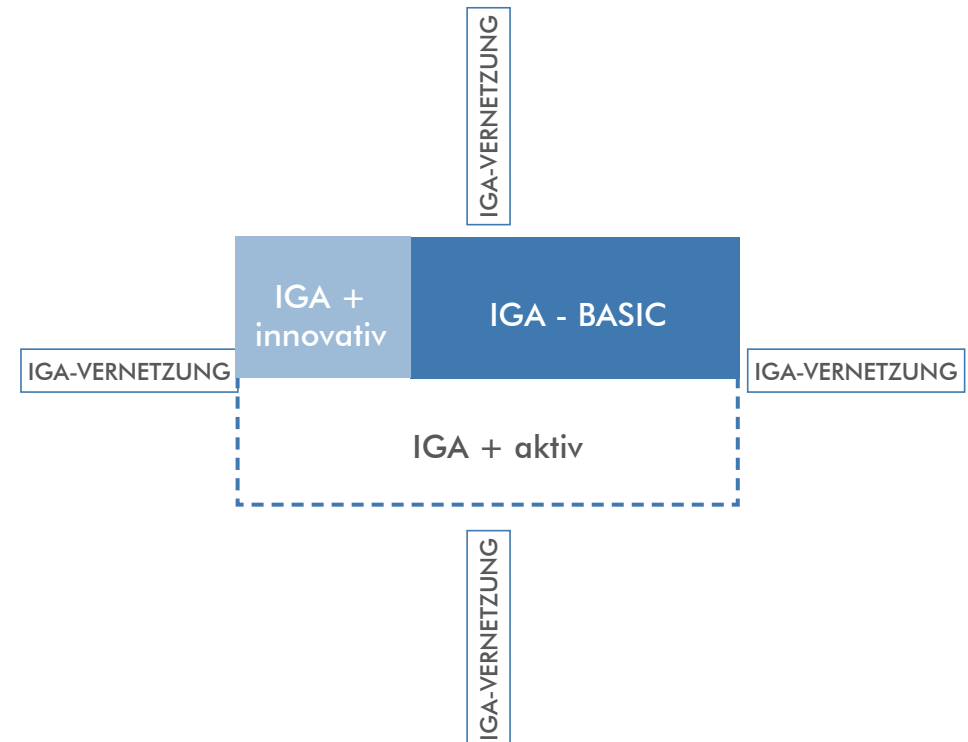 IGA-VERNETZUNG
IGA +
innovativ
IGA - BASIC
IGA-VERNETZUNG
IGA-VERNETZUNG
IGA + aktiv
IGA-VERNETZUNG